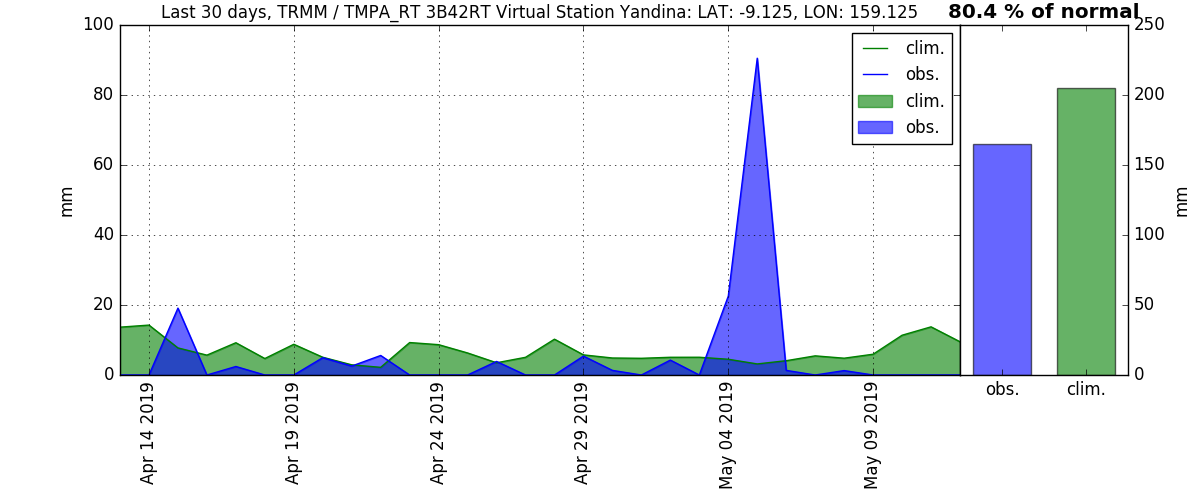 Last 30 days, TRMM / TMPA_RT 3B42RT Virtual Station Yandina: LAT: -9.125, LON: 159.125
80.4 % of normal
100
80
60
40
20
0
mm
clim.
obs.
clim.
obs.
250
200
150
100
50
0
mm
Apr 14 2019
Apr 19 2019
Apr 24 2019
Apr 29 2019
May 04 2019
May 09 2019
obs.
clim.